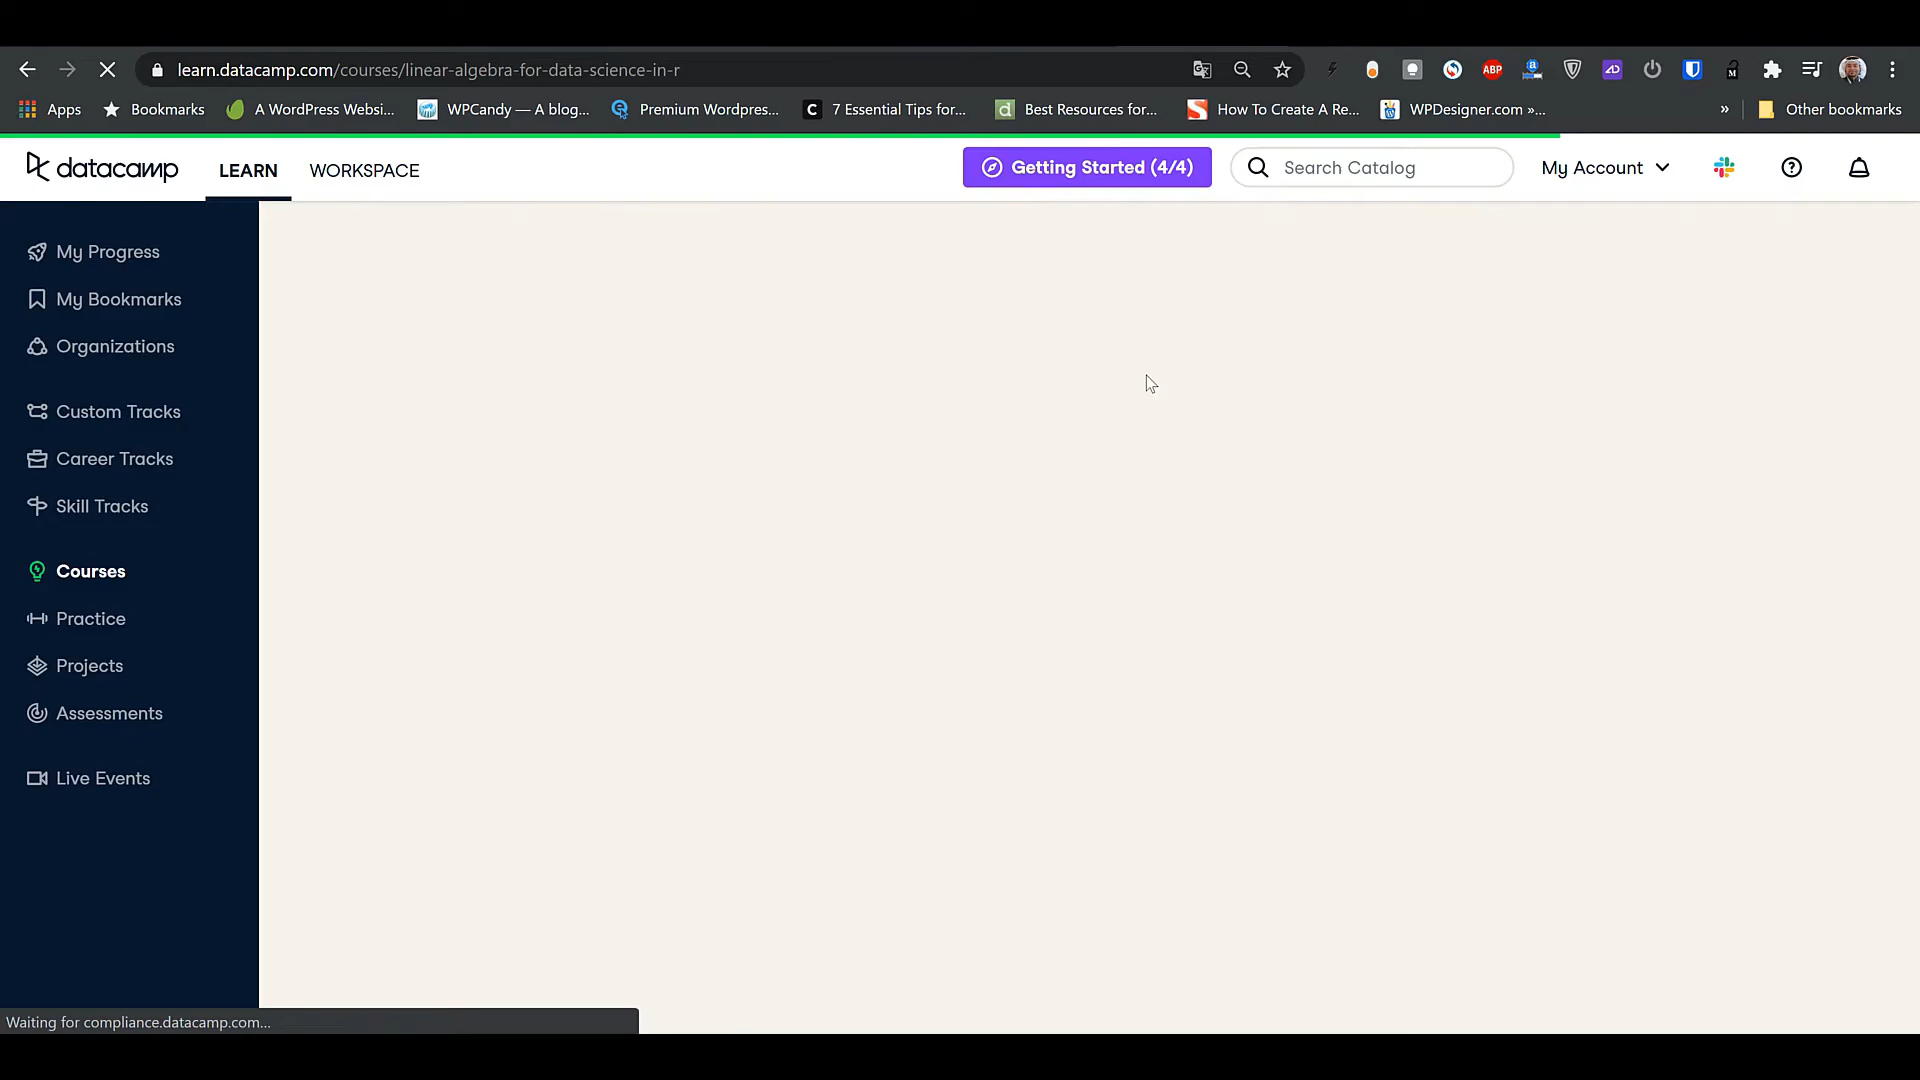 learn.datacamp.com/courses/linear-algebra-for-data-science-in-r
ABP
Apps Bookmarks A WordPress Websi... WPCandy — A blog... Premium Wordpres... 7 Essential Tips for... Best Resources for... How To Create A Re... WPDesigner.com »... » Other bookmarks
datacamp LEARN WORKSPACE Getting Started (4/4) Search Catalog My Account
My Progress
My Bookmarks
Organizations
Custom Tracks
Career Tracks
Skill Tracks
Courses
Practice
Projects
Assessments
Live Events
Waiting for compliance.datacamp.com...